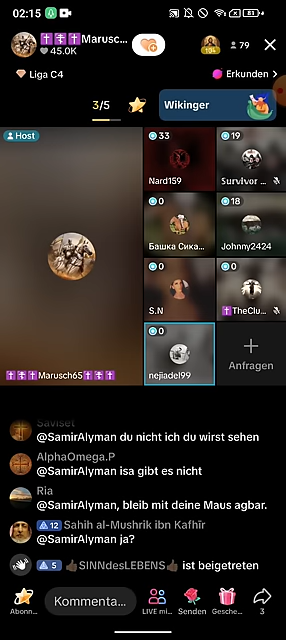 02:15
81
✝️✝️✝️Marusc...
45.0K
79
Liga C4
Erkunden >
3/5
Wikinger
Host
33
Nard159
19
Survivor ...
0
Башка Сика...
18
Johnny2424
0
S.N
0
✝️TheClu...
✝️✝️✝️Marusch65✝️✝️✝️
0
nejiadel99
Anfragen
Saviset
@SamirAlyman du nicht ich du wirst sehen
AlphaOmega.P
@SamirAlyman isa gibt es nicht
Ria
@SamirAlyman, bleib mit deine Maus agbar.
12 Sahih al-Mushrik ibn Kafhīr
@SamirAlyman ja?
5 👍🏿SINNdesLEBENS👍🏿 ist beigetreten
Abonn...
Kommenta...
LIVE mi...
Senden
Gesche...
3